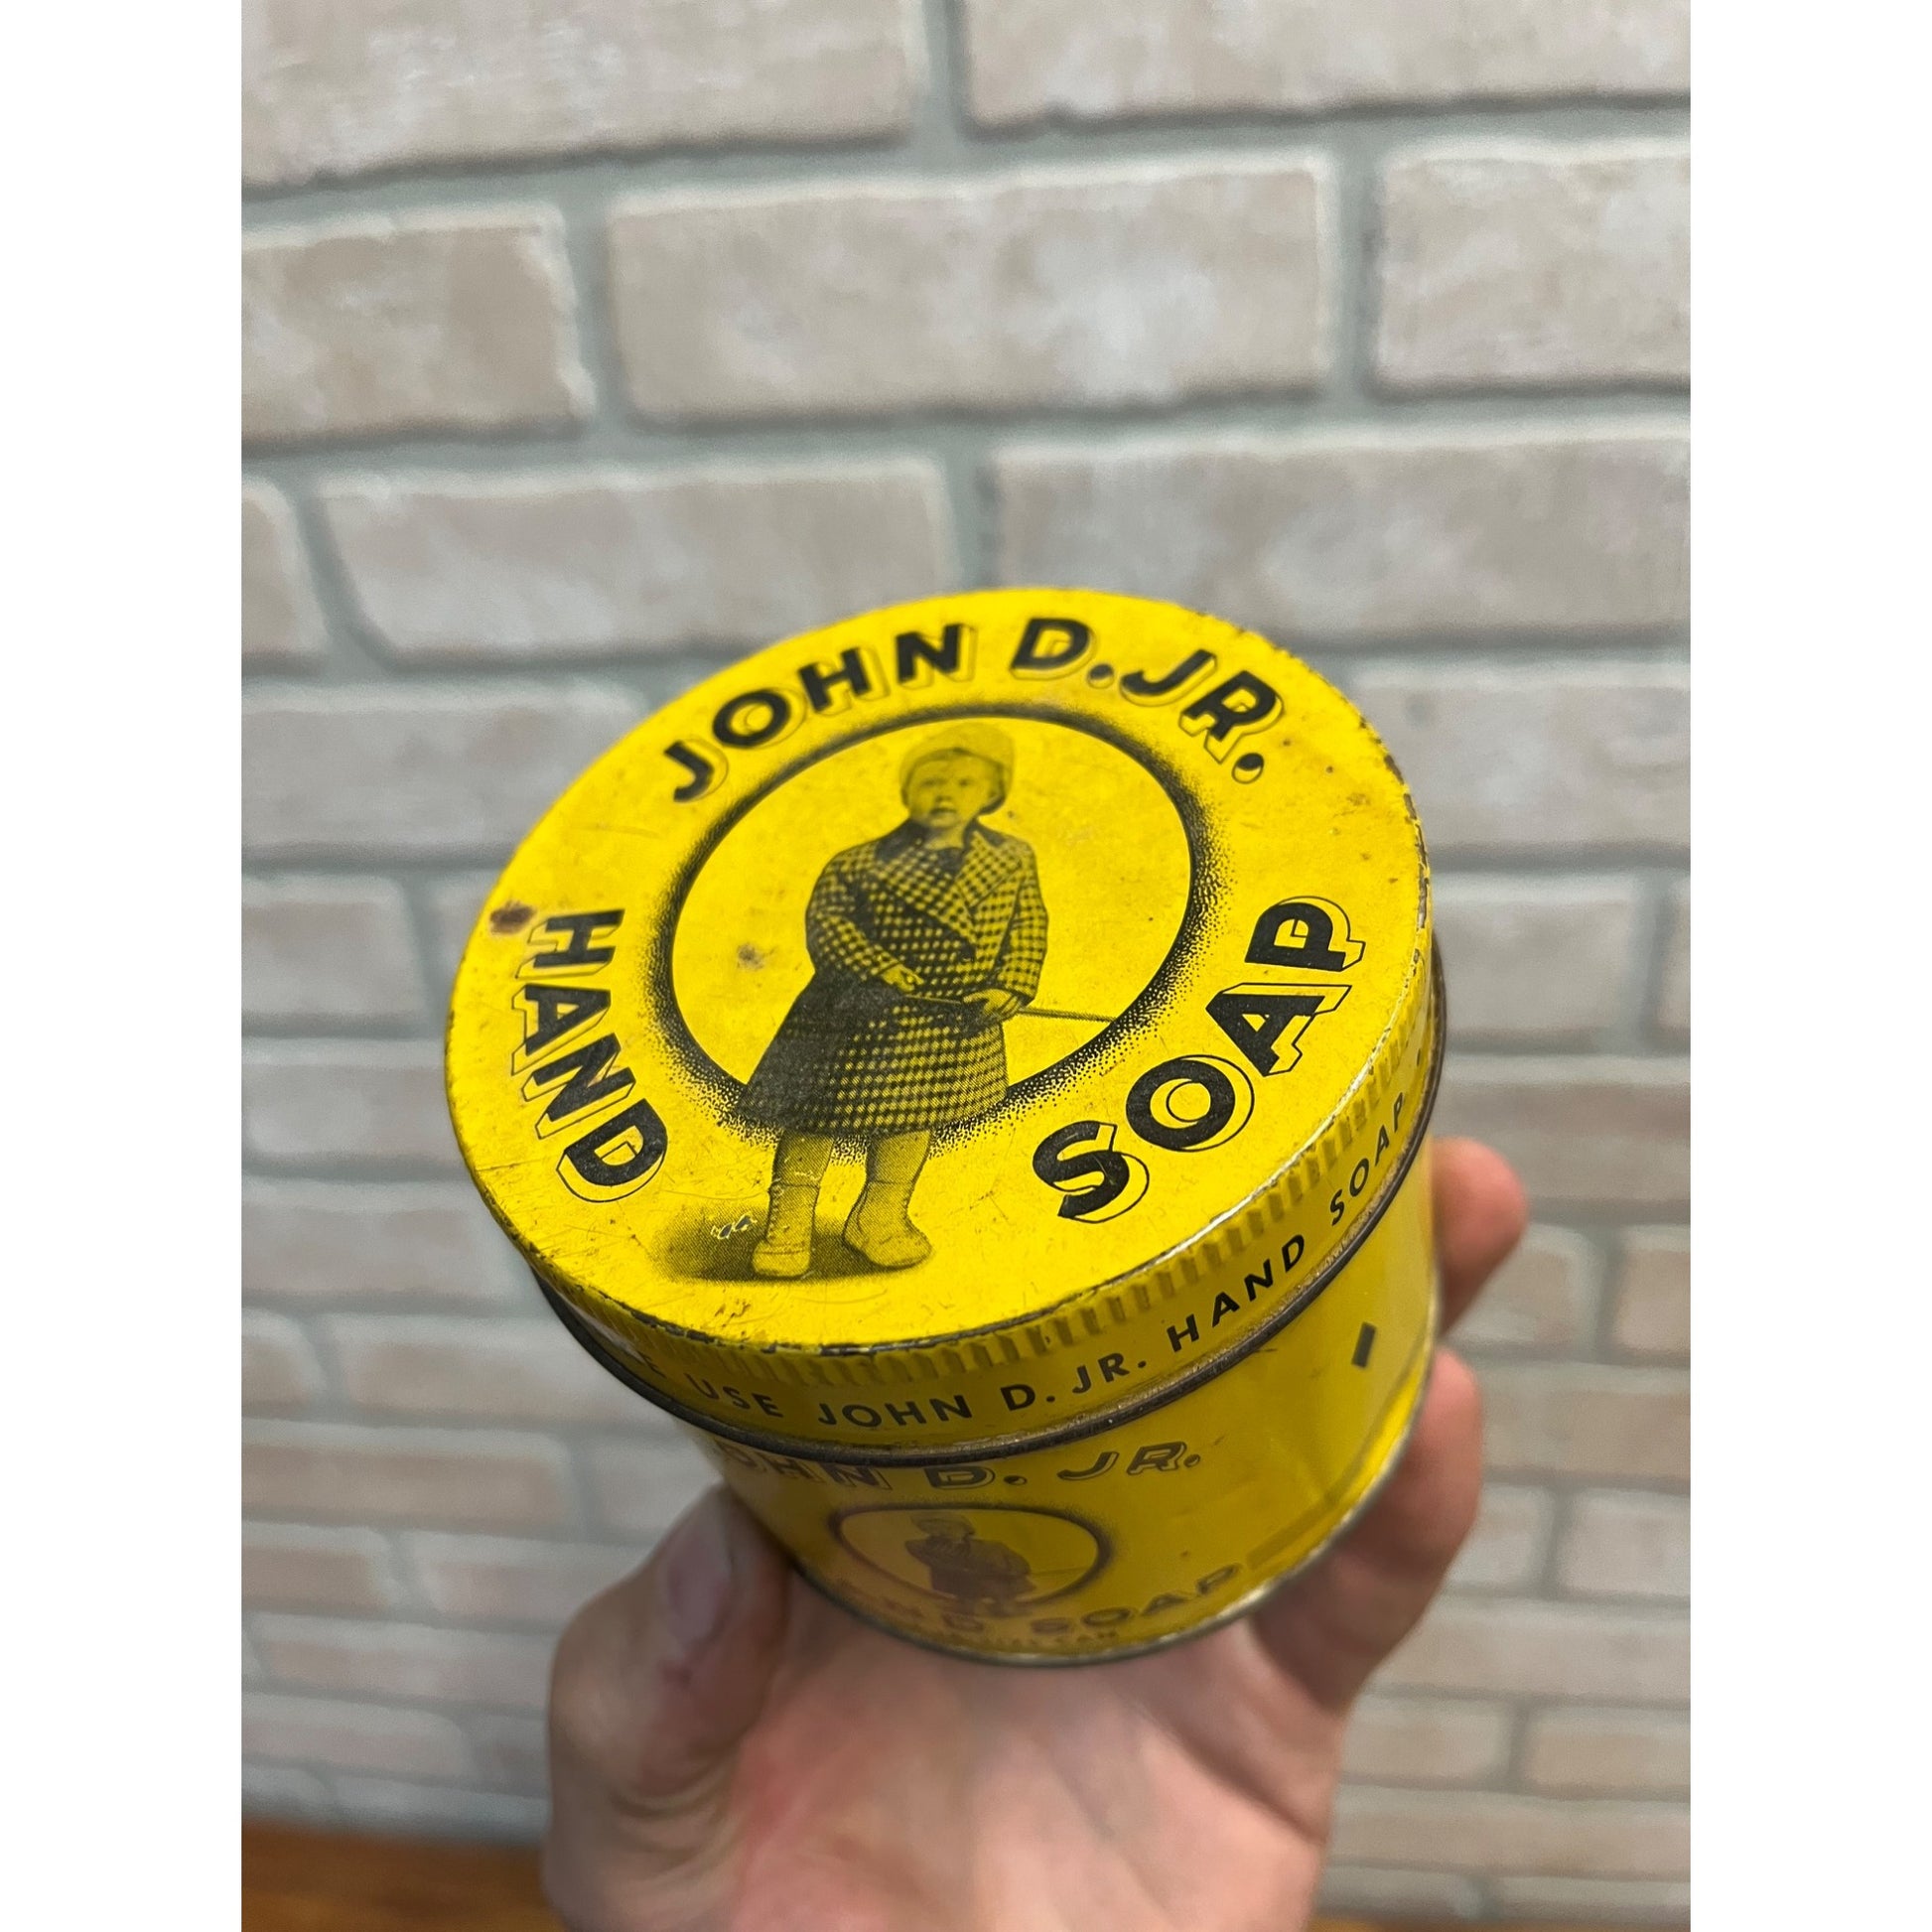 JOHN D. JR.
HAND SOAP
USE JOHN D. JR. HAND SOAP.
JOHN D. JR.
SOAP